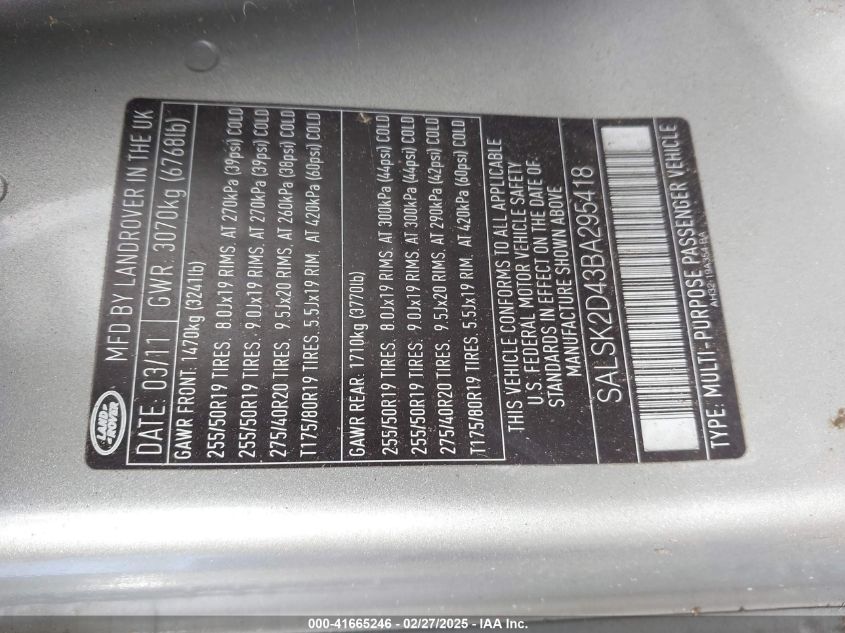 LAND ROVER
MFD BY LANDROVER IN THE UK
DATE: 03/11 GWR: 3070kg (6768lb)
GAWR FRONT: 1470kg (3241lb)
255/50R19 TIRES. 8.0Jx19 RIMS. AT 270kPa (39psi) COLD
255/50R19 TIRES. 9.0Jx19 RIMS. AT 270kPa (39psi) COLD
275/40R20 TIRES. 9.5Jx20 RIMS. AT 260kPa (38psi) COLD
T175/80R19 TIRES. 5.5Jx19 RIM. AT 420kPa (60psi) COLD
GAWR REAR: 1710kg (3770lb)
255/50R19 TIRES. 8.0Jx19 RIMS. AT 300kPa (44psi) COLD
255/50R19 TIRES. 9.0Jx19 RIMS. AT 300kPa (44psi) COLD
275/40R20 TIRES. 9.5Jx20 RIMS. AT 290kPa (42psi) COLD
T175/80R19 TIRES. 5.5Jx19 RIM. AT 420kPa (60psi) COLD
THIS VEHICLE CONFORMS TO ALL APPLICABLE
U.S. FEDERAL MOTOR VEHICLE SAFETY
STANDARDS IN EFFECT ON THE DATE OF
MANUFACTURE SHOWN ABOVE
SALSK2D43BA295418
AH32-19A354-BA
TYPE: MULTI-PURPOSE PASSENGER VEHICLE
000-41665246 - 02/27/2025 - IAA Inc.